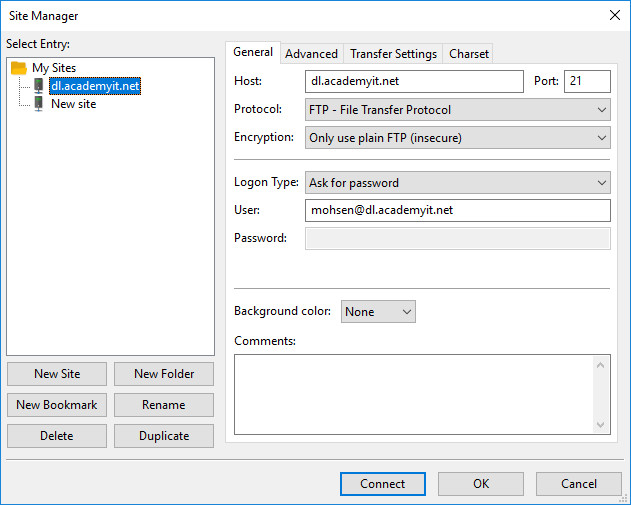 Site Manager
Select Entry:
My Sites
dl.academyit.net
New site
New Site
New Folder
New Bookmark
Rename
Delete
Duplicate
General
Advanced
Transfer Settings
Charset
Host:
dl.academyit.net
Port:
21
Protocol:
FTP - File Transfer Protocol
Encryption:
Only use plain FTP (insecure)
Logon Type:
Ask for password
User:
mohsen@dl.academyit.net
Password:
Background color:
None
Comments:
Connect
OK
Cancel